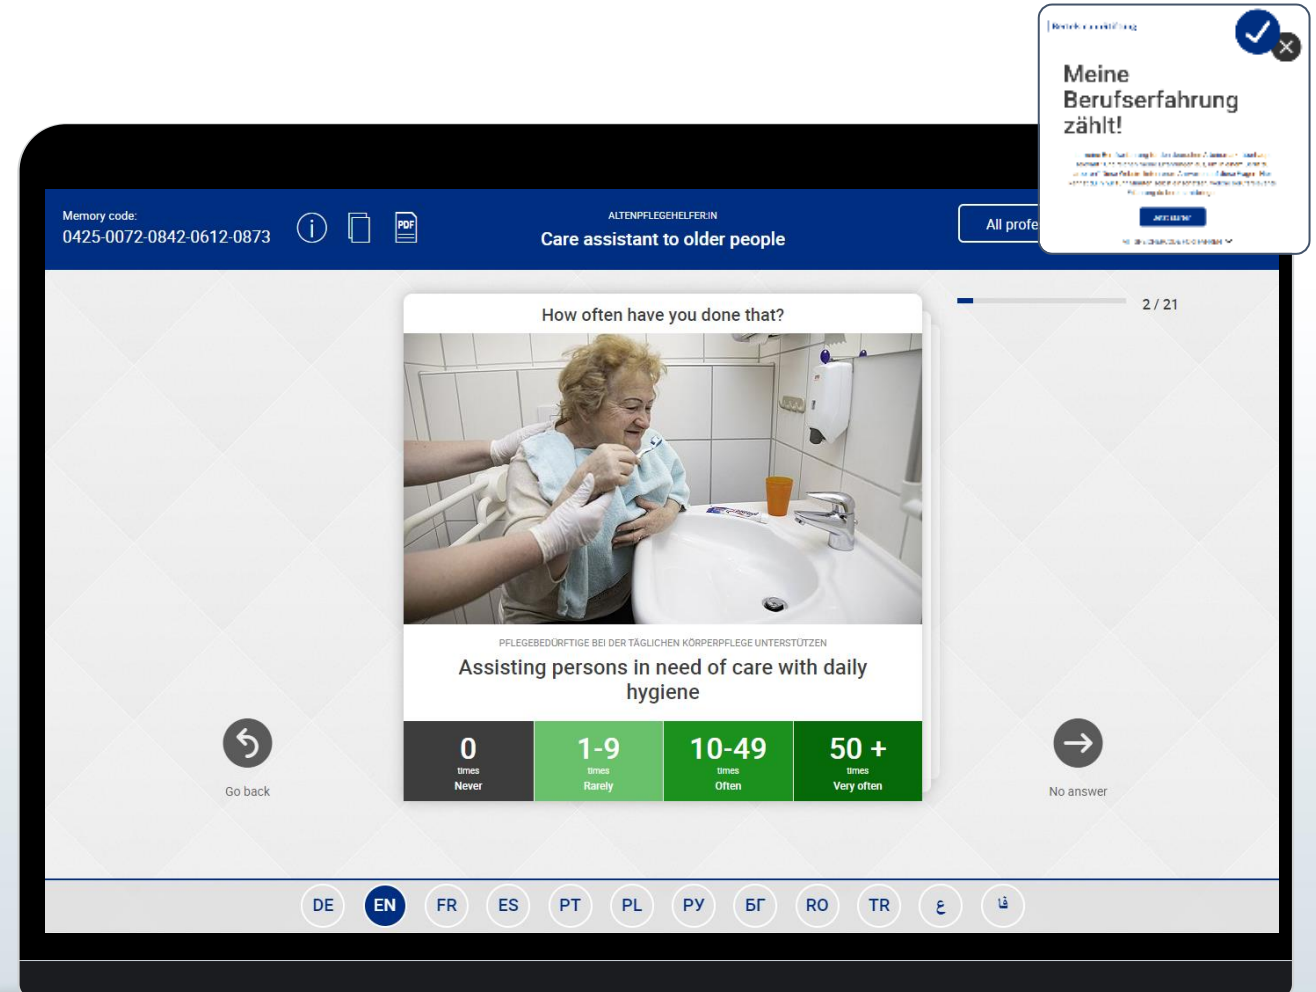 Meine
Berufserfahrung
zählt!
Memory code:
0425-0072-0842-0612-0873
i
PDF
ALTENPFLEGEHELFER:IN
Care assistant to older people
All profe
2 / 21
How often have you done that?
PFLEGEBEDÜRFTIGE BEI DER TÄGLICHEN KÖRPERPFLEGE UNTERSTÜTZEN
Assisting persons in need of care with daily
hygiene
0 1-9 10-49 50 +
times times times times
Never Rarely Often Very often
Go back
No answer
DE EN FR ES PT PL РУ БГ RO TR ع فا